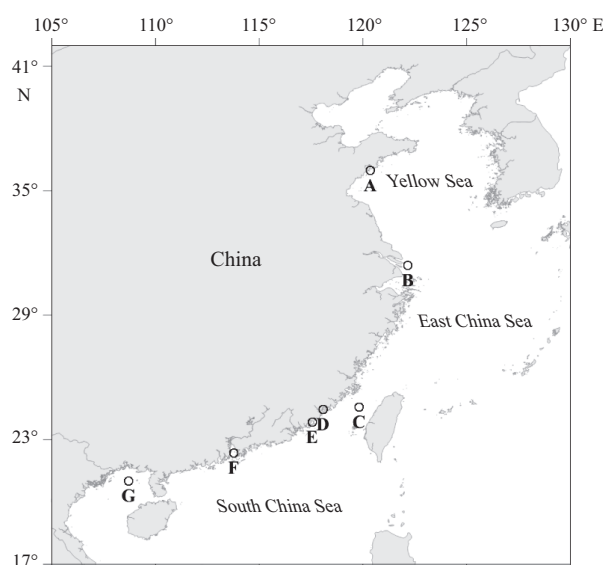 105° 110° 115° 120° 125° 130° E
41°
N
A
35° Yellow Sea
China
B
29°
East China Sea
C
D
E
23°
F
G
South China Sea
17°